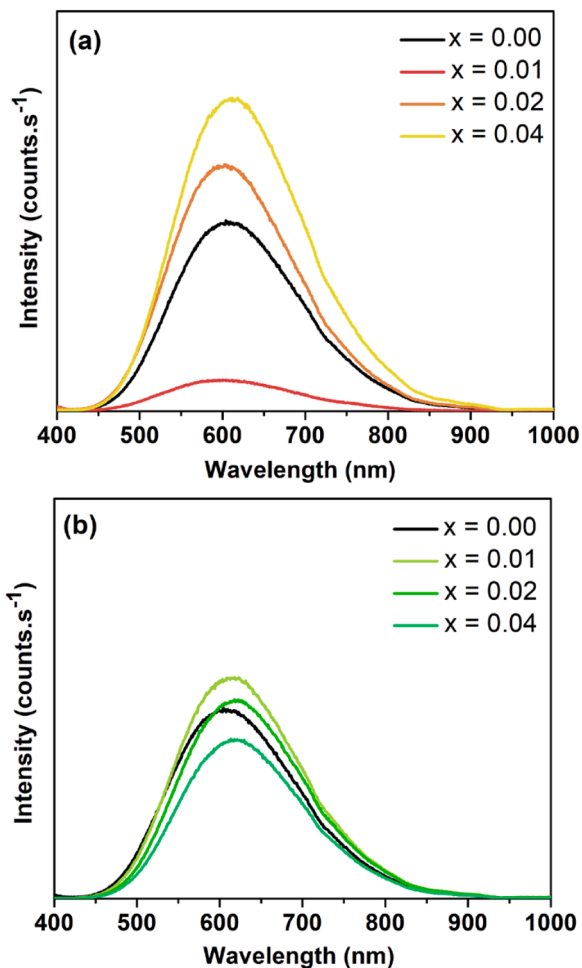 (a)
x = 0.00
x = 0.01
x = 0.02
x = 0.04
Intensity (counts.s⁻¹)
400 500 600 700 800 900 1000
Wavelength (nm)
(b)
x = 0.00
x = 0.01
x = 0.02
x = 0.04
Intensity (counts.s⁻¹)
400 500 600 700 800 900 1000
Wavelength (nm)